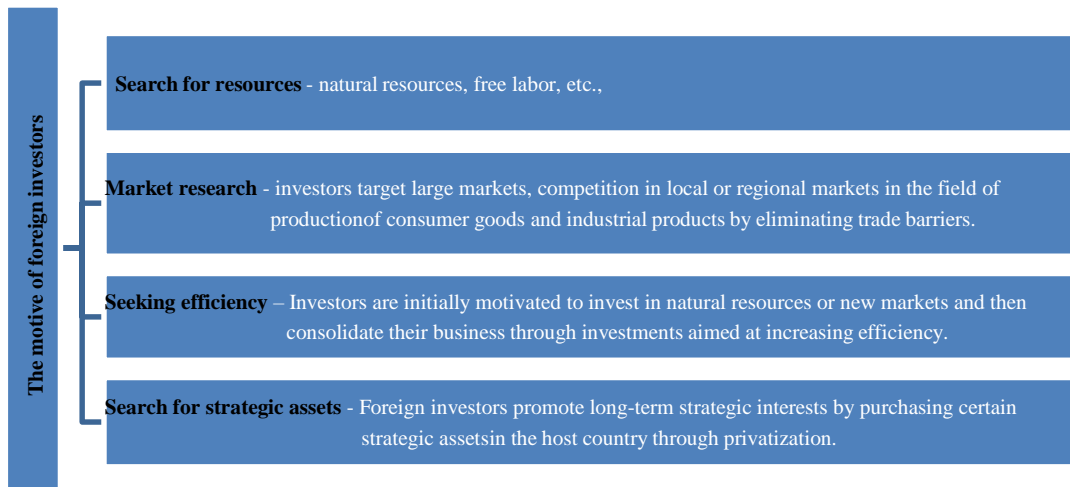 The motive of foreign investors
Search for resources - natural resources, free labor, etc.,
Market research - investors target large markets, competition in local or regional markets in the field of
productionof consumer goods and industrial products by eliminating trade barriers.
Seeking efficiency – Investors are initially motivated to invest in natural resources or new markets and then
consolidate their business through investments aimed at increasing efficiency.
Search for strategic assets - Foreign investors promote long-term strategic interests by purchasing certain
strategic assetsin the host country through privatization.